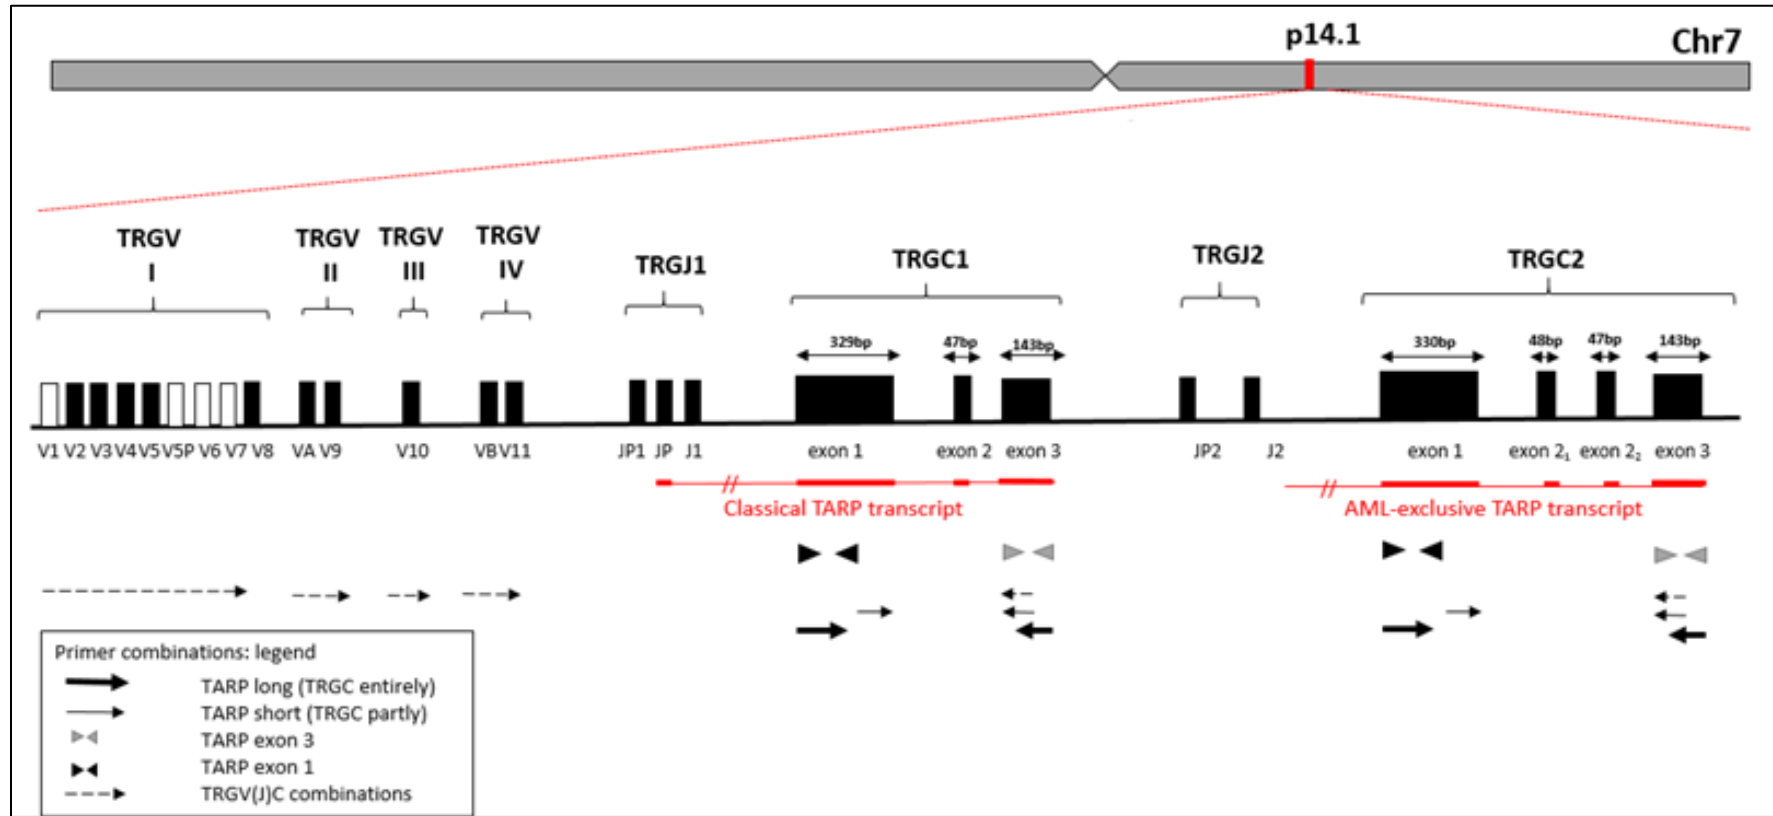 p14.1
Chr7
TRGV I
TRGV II
TRGV III
TRGV IV
TRGJ1
TRGC1
TRGJ2
TRGC2
329bp 47bp 143bp 330bp 48bp 47bp 143bp
V1 V2 V3 V4 V5 V5P V6 V7 V8 VA V9 V10 VB V11 JP1 JP J1 exon 1 exon 2 exon 3 JP2 J2 exon 1 exon 2₁ exon 2₂ exon 3
//
//
Classical TARP transcript
AML-exclusive TARP transcript
Primer combinations: legend
TARP long (TRGC entirely)
TARP short (TRGC partly)
TARP exon 3
TARP exon 1
TRGV(J)C combinations